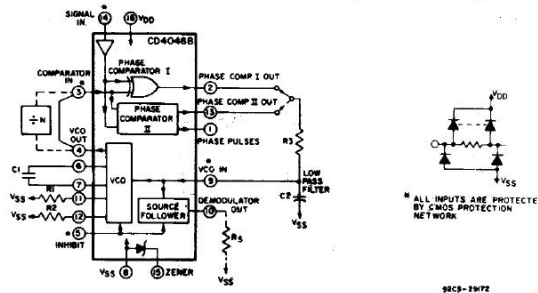 SIGNAL IN.
*
14
16
VDD
CD4046B
PHASE COMPARATOR I
COMPARATOR IN
*
3
2
PHASE COMP I OUT
PHASE COMPARATOR II
13
PHASE COMP II OUT
1
PHASE PULSES
÷N
VCO OUT
4
R3
6
C1
VCO
*
VCO IN
9
LOW PASS FILTER
7
C2
VSS
R1
VSS
11
SOURCE FOLLOWER
DEMODULATOR OUT
10
R2
VSS
12
RS
*
5
INHIBIT
VSS
VSS
8
15
ZENER
VDD
VSS
* ALL INPUTS ARE PROTECTE
BY C'MOS PROTECTION
NETWORK
92CS-29172